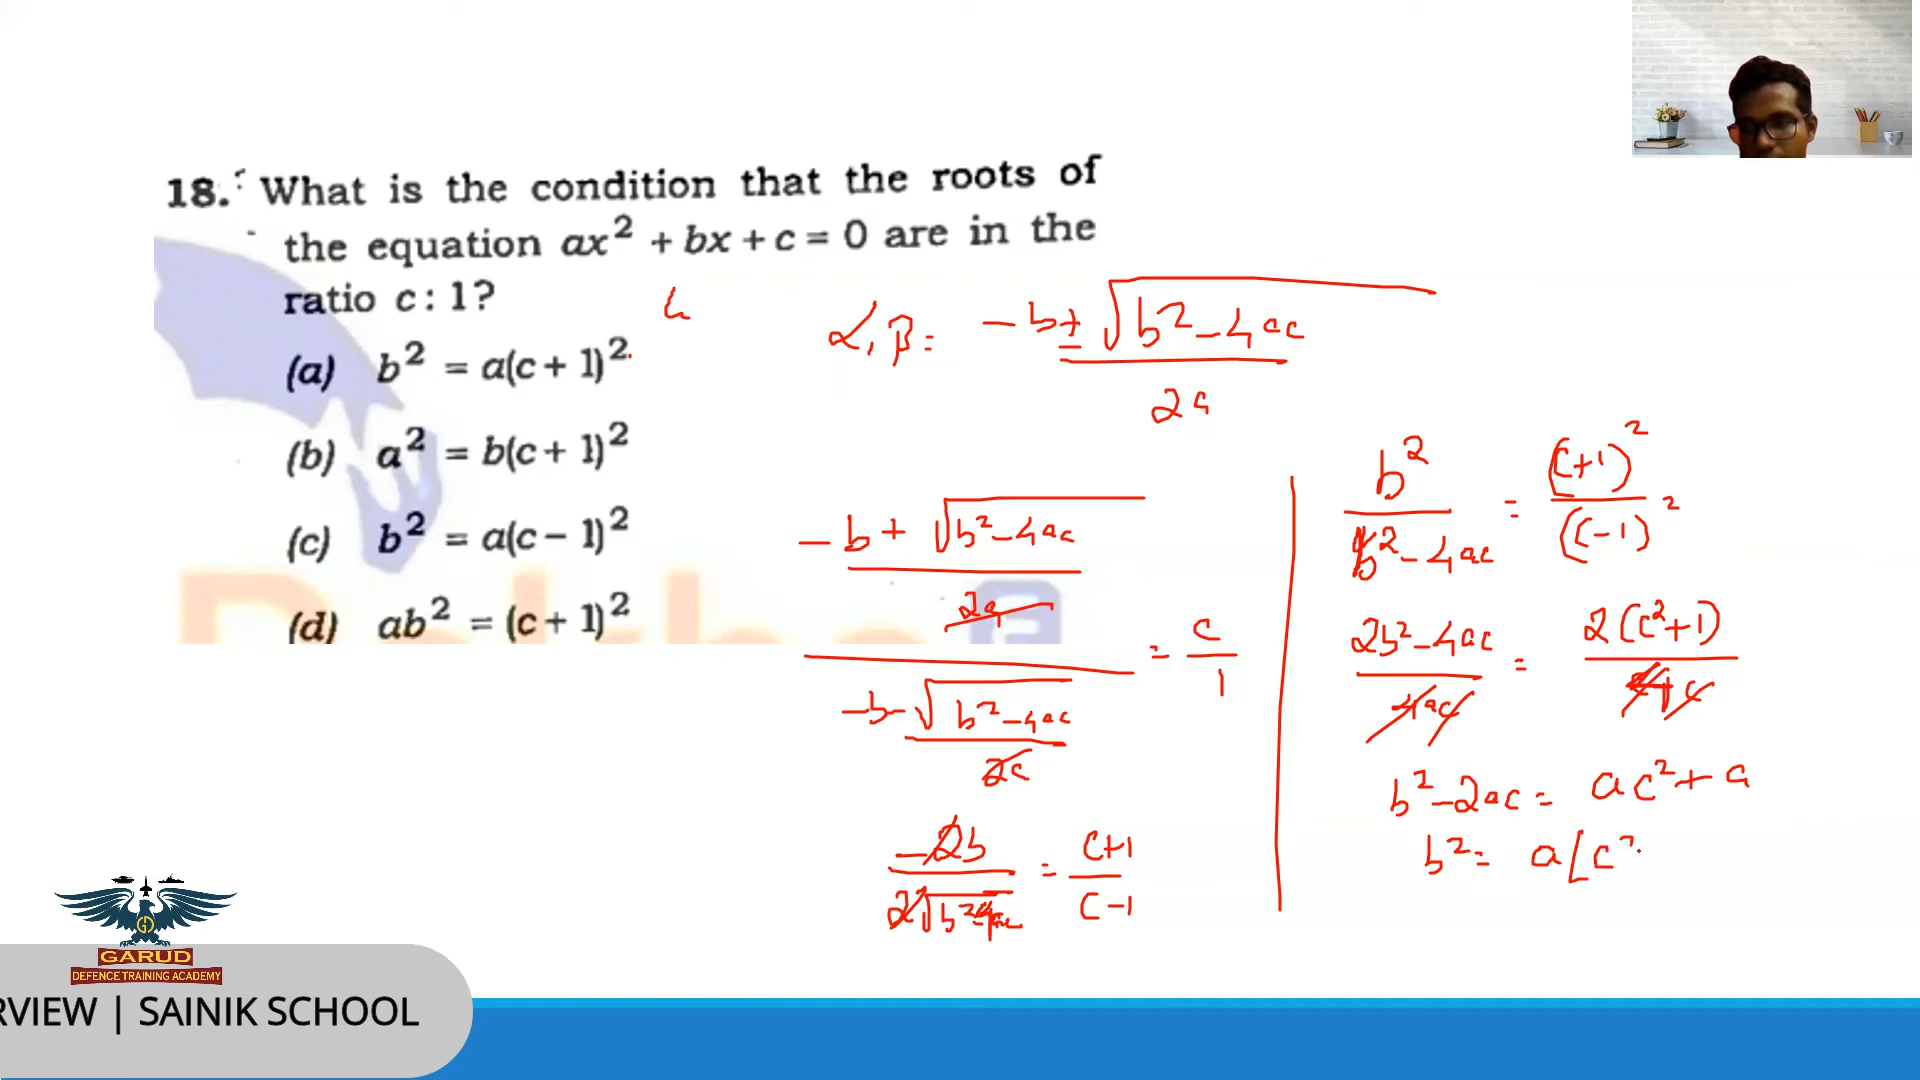 18. What is the condition that the roots of
the equation ax² + bx + c = 0 are in the
ratio c : 1?
(a) b² = a(c + 1)²
(b) a² = b(c + 1)²
(c) b² = a(c − 1)²
(d) ab² = (c + 1)²
α, β = −b ± √b² − 4ac
2a
−b + √b² − 4ac
2a
= c
1
−b − √b² − 4ac
2a
−2b = c+1
2√b² − 4ac c−1
b² = (c+1)²
b² − 4ac (c−1)²
2b² − 4ac = 2(c²+1)
4ac 4c
b² − 2ac = ac² + a
b² = a[c²
GARUD
DEFENCE TRAINING ACADEMY
RVIEW | SAINIK SCHOOL